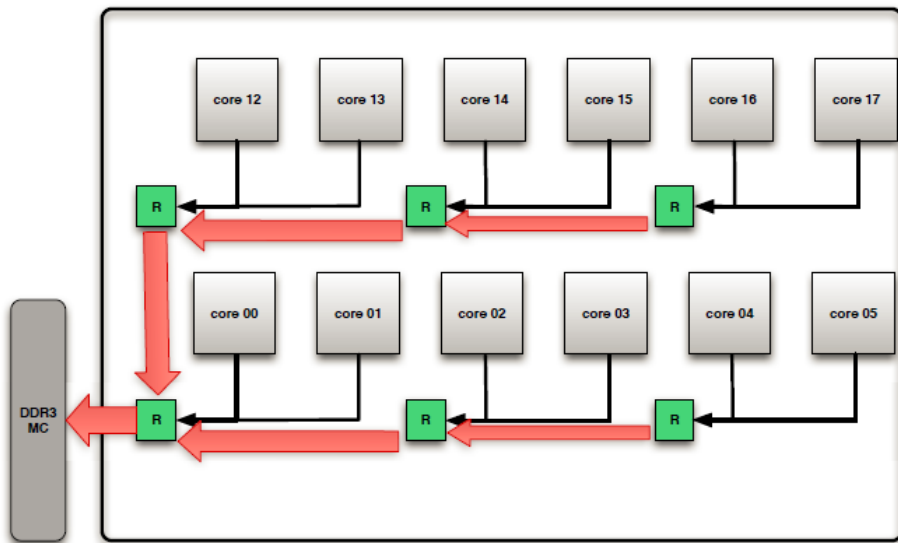 core 12
core 13
core 14
core 15
core 16
core 17
R
R
R
core 00
core 01
core 02
core 03
core 04
core 05
DDR3
MC
R
R
R